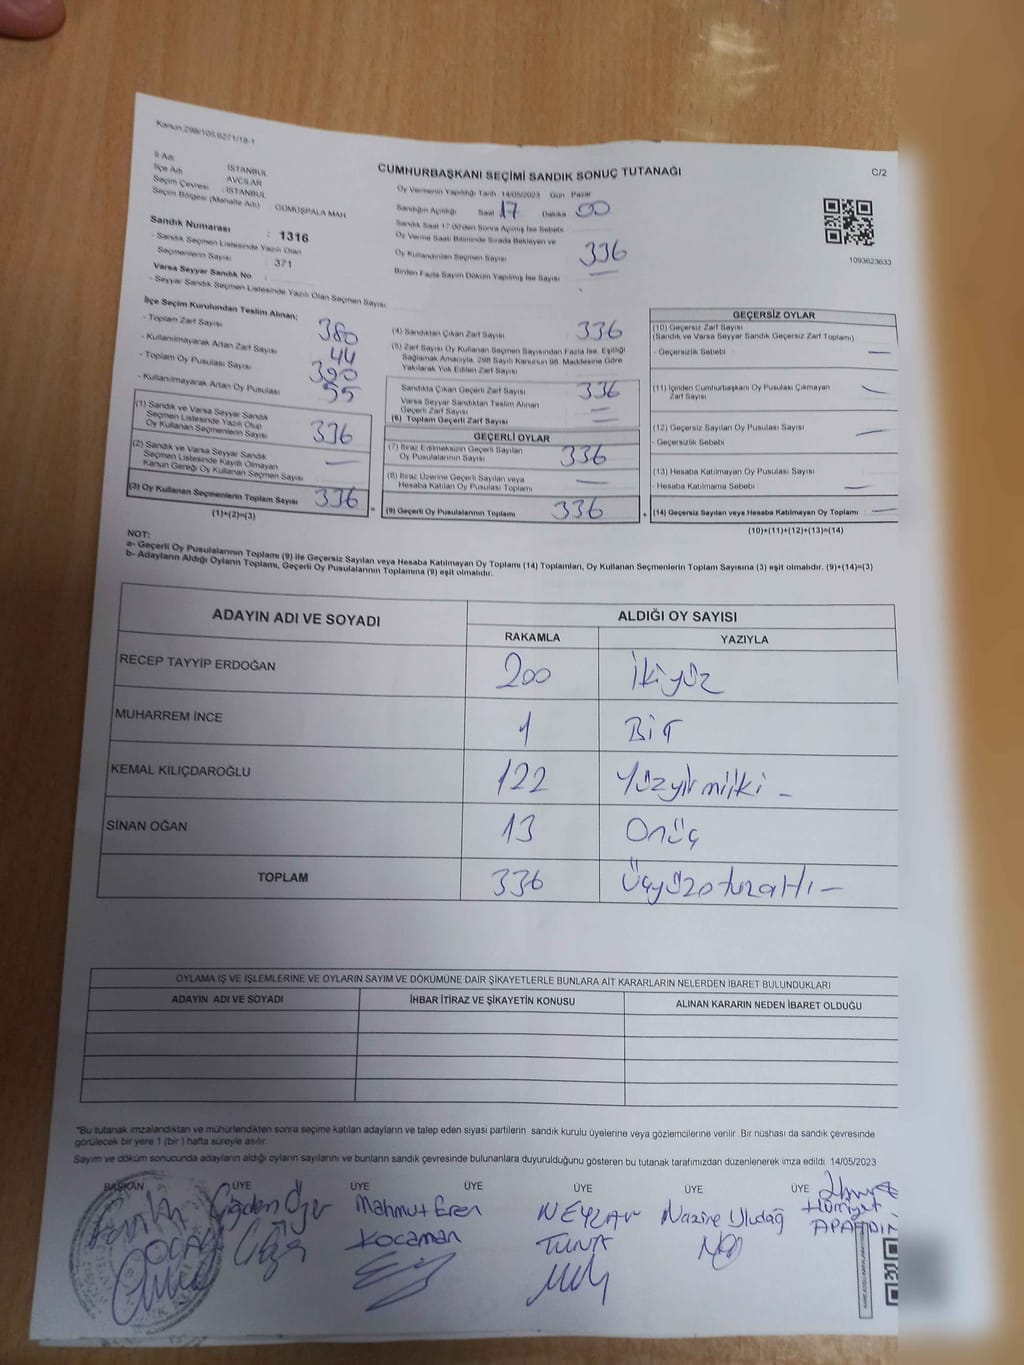 Kanun:298/105,6271/18-1
CUMHURBAŞKANI SEÇİMİ SANDIK SONUÇ TUTANAĞI
C/2
İl Adı : İSTANBUL
İlçe Adı : AVCILAR
Seçim Çevresi : İSTANBUL
Seçim Bölgesi (Mahalle Adı) : GÜMÜŞPALA MAH.
Sandık Numarası : 1316
- Sandık Seçmen Listesinde Yazılı Olan
Seçmenlerin Sayısı : 371
Varsa Seyyar Sandık No :
- Seyyar Sandık Seçmen Listesinde Yazılı Olan Seçmen Sayısı :
Oy Vermenin Yapıldığı Tarih 14/05/2023 Gün : Pazar
Sandığın Açıldığı Saat 17 Dakika 00
Sandık Saat 17:00'den Sonra Açılmış İse Sebebi
Oy Verme Saati Bitiminde Sırada Bekleyen ve
Oy Kullandırılan Seçmen Sayısı 336
Birden Fazla Sayım Döküm Yapılmış İse Sayısı —
1093623633
İlçe Seçim Kurulundan Teslim Alınan;
- Toplam Zarf Sayısı 380
- Kullanılmayarak Artan Zarf Sayısı 44
- Toplam Oy Pusulası Sayısı 390
- Kullanılmayarak Artan Oy Pusulası 55
(1) Sandık ve Varsa Seyyar Sandık
Seçmen Listesinde Yazılı Olup
Oy Kullanan Seçmenlerin Sayısı 336
(2) Sandık ve Varsa Seyyar Sandık
Seçmen Listesinde Kayıtlı Olmayan
Kanun Gereği Oy Kullanan Seçmen Sayısı —
(3) Oy Kullanan Seçmenlerin Toplam Sayısı 336
(1)+(2)=(3)
(4) Sandıktan Çıkan Zarf Sayısı 336
(5) Zarf Sayısı Oy Kullanan Seçmen Sayısından Fazla İse, Eşitliği
Sağlamak Amacıyla, 298 Sayılı Kanunun 98. Maddesine Göre
Yakılarak Yok Edilen Zarf Sayısı
Sandıkta Çıkan Geçerli Zarf Sayısı 336
Varsa Seyyar Sandıktan Teslim Alınan
Geçerli Zarf Sayısı —
(6) Toplam Geçerli Zarf Sayısı —
GEÇERLİ OYLAR
(7) İtiraz Edilmeksizin Geçerli Sayılan
Oy Pusulalarının Sayısı 336
(8) İtiraz Üzerine Geçerli Sayılan veya
Hesaba Katılan Oy Pusulası Toplamı —
= (9) Geçerli Oy Pusulalarının Toplamı 336
GEÇERSİZ OYLAR
(10) Geçersiz Zarf Sayısı
(Sandık ve Varsa Seyyar Sandık Geçersiz Zarf Toplamı)
- Geçersizlik Sebebi : —
(11) İçinden Cumhurbaşkanı Oy Pusulası Çıkmayan
Zarf Sayısı —
(12) Geçersiz Sayılan Oy Pusulası Sayısı —
- Geçersizlik Sebebi :
(13) Hesaba Katılmayan Oy Pusulası Sayısı
- Hesaba Katılmama Sebebi : —
+ (14) Geçersiz Sayılan veya Hesaba Katılmayan Oy Toplamı —
(10)+(11)+(12)+(13)=(14)
NOT:
a- Geçerli Oy Pusulalarının Toplamı (9) ile Geçersiz Sayılan veya Hesaba Katılmayan Oy Toplamı (14) Toplamları, Oy Kullanan Seçmenlerin Toplam Sayısına (3) eşit olmalıdır. (9)+(14)=(3)
b- Adayların Aldığı Oyların Toplamı, Geçerli Oy Pusulalarının Toplamına (9) eşit olmalıdır.
ADAYIN ADI VE SOYADI ALDIĞI OY SAYISI
RAKAMLA YAZIYLA
RECEP TAYYİP ERDOĞAN 200 İkiyüz
MUHARREM İNCE 1 Bir
KEMAL KILIÇDAROĞLU 122 Yüzyirmiiki —
SİNAN OĞAN 13 Onüç
TOPLAM 336 Üçyüzotuzaltı —
OYLAMA İŞ VE İŞLEMLERİNE VE OYLARIN SAYIM VE DÖKÜMÜNE DAİR ŞİKAYETLERLE BUNLARA AİT KARARLARIN NELERDEN İBARET BULUNDUKLARI
ADAYIN ADI VE SOYADI İHBAR İTİRAZ VE ŞİKAYETİN KONUSU ALINAN KARARIN NEDEN İBARET OLDUĞU
*Bu tutanak imzalandıktan ve mühürlendikten sonra seçime katılan adayların ve talep eden siyasi partilerin sandık kurulu üyelerine veya gözlemcilerine verilir. Bir nüshası da sandık çevresinde
görülecek bir yere 1 (bir) hafta süreyle asılır.
Sayım ve döküm sonucunda adayların aldığı oyların sayılarını ve bunların sandık çevresinde bulunanlara duyurulduğunu gösteren bu tutanak tarafımızdan düzenlenerek imza edildi. 14/05/2023
BAŞKAN ÜYE ÜYE ÜYE ÜYE ÜYE ÜYE
Mahmut Eren
Kocaman
TUNA
Nazire Uludağ
Hürriyet